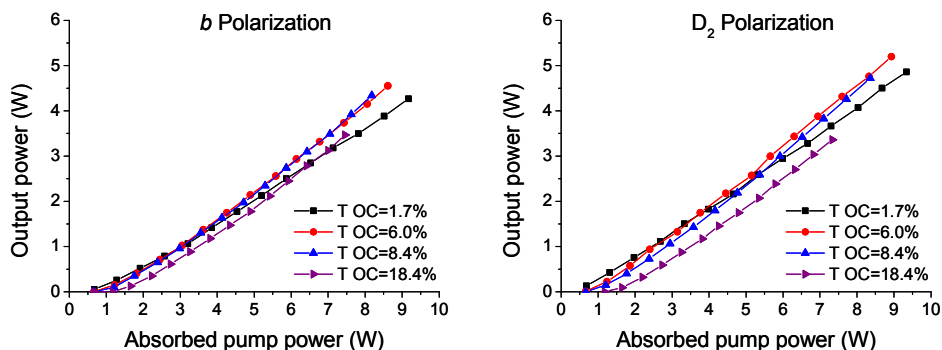 b Polarization
Output power (W)
6
5
4
3
2
1
0
T OC=1.7%
T OC=6.0%
T OC=8.4%
T OC=18.4%
0 1 2 3 4 5 6 7 8 9 10
Absorbed pump power (W)
D2 Polarization
Output power (W)
6
5
4
3
2
1
0
T OC=1.7%
T OC=6.0%
T OC=8.4%
T OC=18.4%
0 1 2 3 4 5 6 7 8 9 10
Absorbed pump power (W)